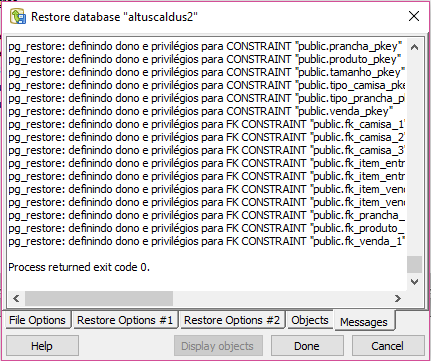 Restore database "altuscaldus2"
pg_restore: definindo dono e privilégios para CONSTRAINT "public.prancha_pkey"
pg_restore: definindo dono e privilégios para CONSTRAINT "public.produto_pkey"
pg_restore: definindo dono e privilégios para CONSTRAINT "public.tamanho_pkey"
pg_restore: definindo dono e privilégios para CONSTRAINT "public.tipo_camisa_pke
pg_restore: definindo dono e privilégios para CONSTRAINT "public.tipo_prancha_p
pg_restore: definindo dono e privilégios para CONSTRAINT "public.venda_pkey"
pg_restore: definindo dono e privilégios para FK CONSTRAINT "public.fk_camisa_1"
pg_restore: definindo dono e privilégios para FK CONSTRAINT "public.fk_camisa_2"
pg_restore: definindo dono e privilégios para FK CONSTRAINT "public.fk_camisa_3"
pg_restore: definindo dono e privilégios para FK CONSTRAINT "public.fk_item_entr
pg_restore: definindo dono e privilégios para FK CONSTRAINT "public.fk_item_entr
pg_restore: definindo dono e privilégios para FK CONSTRAINT "public.fk_item_vend
pg_restore: definindo dono e privilégios para FK CONSTRAINT "public.fk_item_vend
pg_restore: definindo dono e privilégios para FK CONSTRAINT "public.fk_prancha_
pg_restore: definindo dono e privilégios para FK CONSTRAINT "public.fk_produto_
pg_restore: definindo dono e privilégios para FK CONSTRAINT "public.fk_venda_1"
Process returned exit code 0.
File Options Restore Options #1 Restore Options #2 Objects Messages
Help Display objects Done Cancel